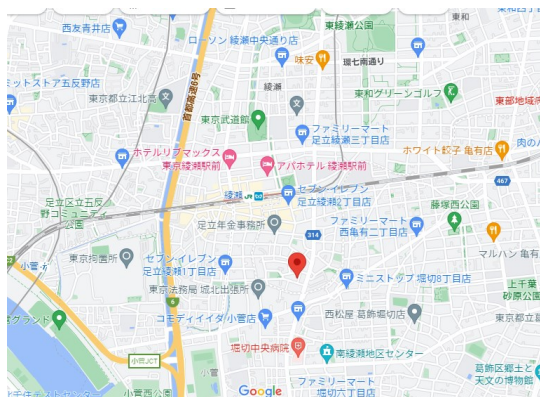 西友青井店
ローソン 綾瀬中央通り店
東綾瀬公園
東和
味安
環七南通り
綾瀬
ミットストア五反野店
東京都立江北高
首都高速6号
東和グリーンゴルフ
東京武道館
ファミリーマート
足立綾瀬三丁目店
東部地域
ホテルリブマックス
東京綾瀬駅前
アパホテル 綾瀬駅前
ホワイト餃子 亀有店
肉の
467
綾瀬
JR
セブン-イレブン
足立綾瀬2丁目店
足立区立五反
野コミュニティ
公園
足立年金事務所
ファミリーマート
西亀有二丁目店
藤塚西公園
314
マルハン 亀有
C2
小菅
東京拘置所
セブン-イレブン
足立綾瀬1丁目店
ミニストップ 堀切8丁目店
上千葉
砂原公園
東京法務局 城北出張所
6
グランド
コモディイイダ 小菅店
西松屋 葛飾堀切店
東京都立
堀切中央病院
南綾瀬地区センター
小菅JCT
小菅
葛飾区郷土と
天文の博物館
小菅西公園
Google
ファミリーマート
堀切六丁目店